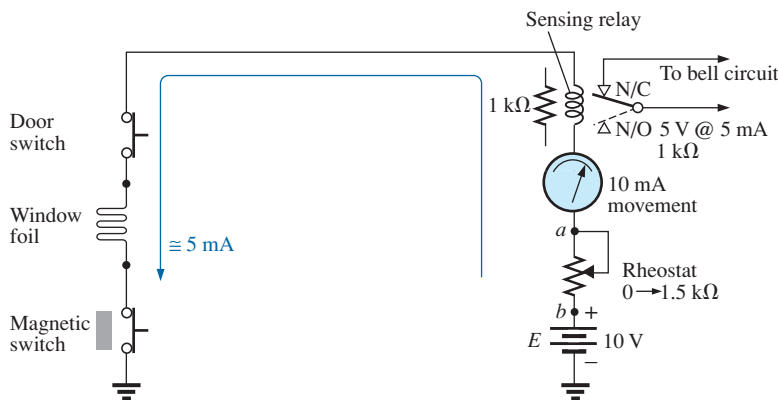 Sensing relay
To bell circuit
N/C
1 kΩ
N/O 5 V @ 5 mA
1 kΩ
Door
switch
10 mA
movement
Window
foil
≅ 5 mA
a
Rheostat
0 → 1.5 kΩ
b +
Magnetic
switch
E 10 V
−